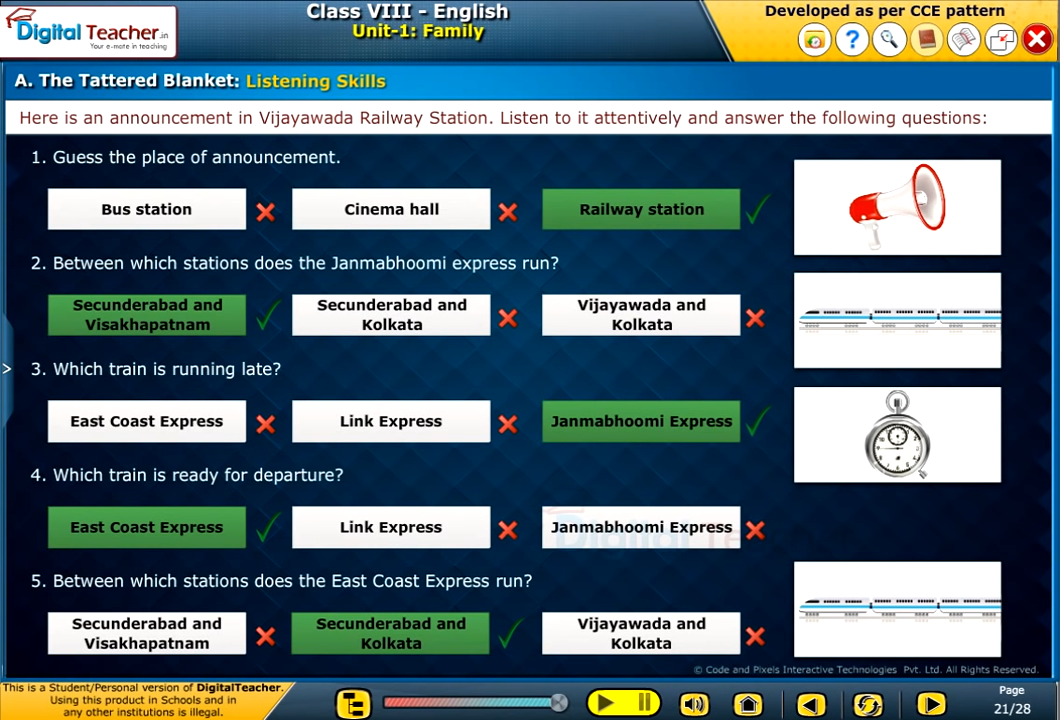 Digital Teacher.in
Your e-mate in teaching
Class VIII - English
Unit-1: Family
Developed as per CCE pattern
?
A. The Tattered Blanket: Listening Skills
Here is an announcement in Vijayawada Railway Station. Listen to it attentively and answer the following questions:
1. Guess the place of announcement.
Bus station
Cinema hall
Railway station
2. Between which stations does the Janmabhoomi express run?
Secunderabad and
Visakhapatnam
Secunderabad and
Kolkata
Vijayawada and
Kolkata
>
3. Which train is running late?
East Coast Express
Link Express
Janmabhoomi Express
4. Which train is ready for departure?
East Coast Express
Link Express
Janmabhoomi Express
5. Between which stations does the East Coast Express run?
Secunderabad and
Visakhapatnam
Secunderabad and
Kolkata
Vijayawada and
Kolkata
© Code and Pixels Interactive Technologies Pvt. Ltd. All Rights Reserved.
This is a Student/Personal version of DigitalTeacher.
Using this product in Schools and in
any other institutions is illegal.
Page
21/28